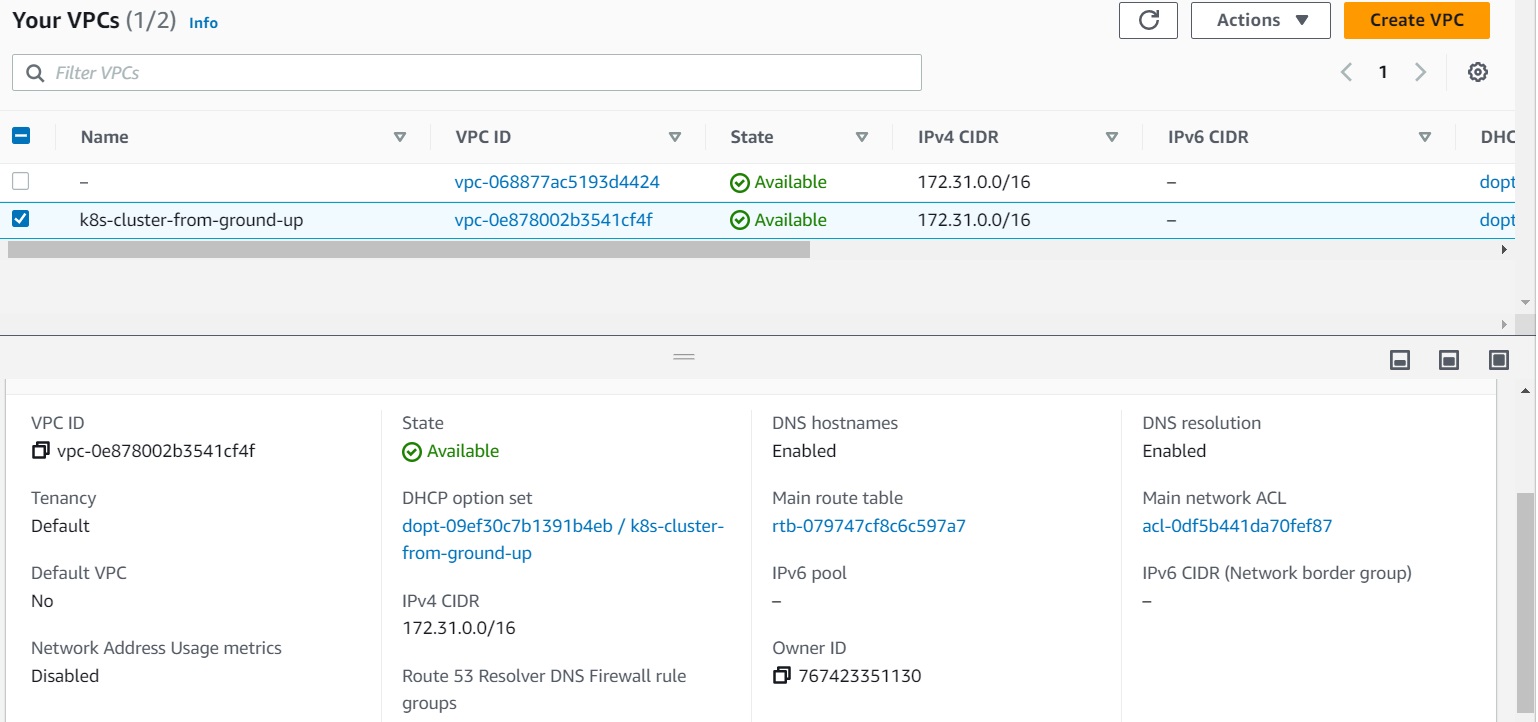 Your VPCs (1/2) Info
Actions
Create VPC
Filter VPCs
1
Name VPC ID State IPv4 CIDR IPv6 CIDR DHC
– vpc-068877ac5193d4424 Available 172.31.0.0/16 – dopt
k8s-cluster-from-ground-up vpc-0e878002b3541cf4f Available 172.31.0.0/16 – dopt
VPC ID
vpc-0e878002b3541cf4f
State
Available
DNS hostnames
Enabled
DNS resolution
Enabled
Tenancy
Default
DHCP option set
dopt-09ef30c7b1391b4eb / k8s-cluster-
from-ground-up
Main route table
rtb-079747cf8c6c597a7
Main network ACL
acl-0df5b441da70fef87
Default VPC
No
IPv4 CIDR
172.31.0.0/16
IPv6 pool
–
IPv6 CIDR (Network border group)
–
Network Address Usage metrics
Disabled
Route 53 Resolver DNS Firewall rule
groups
Owner ID
767423351130